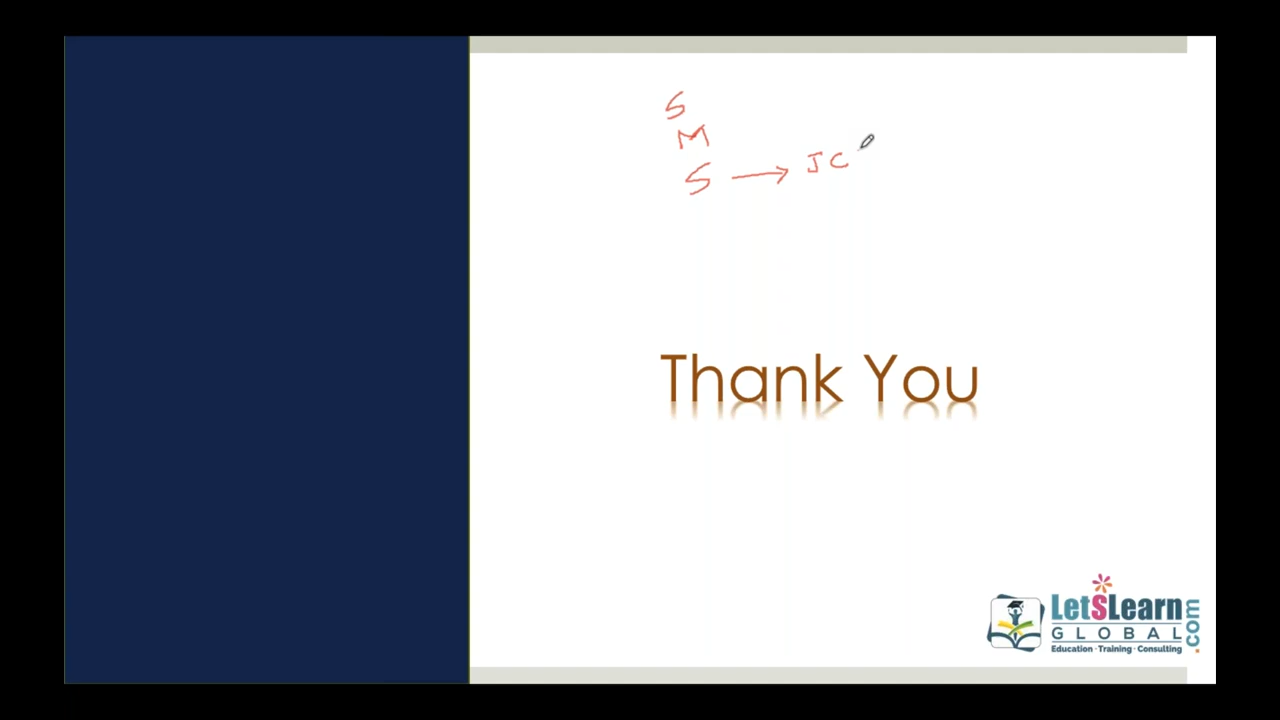 S
M
S → JC
Thank You
LetSLearn
GLOBAL
.com
Education · Training · Consulting